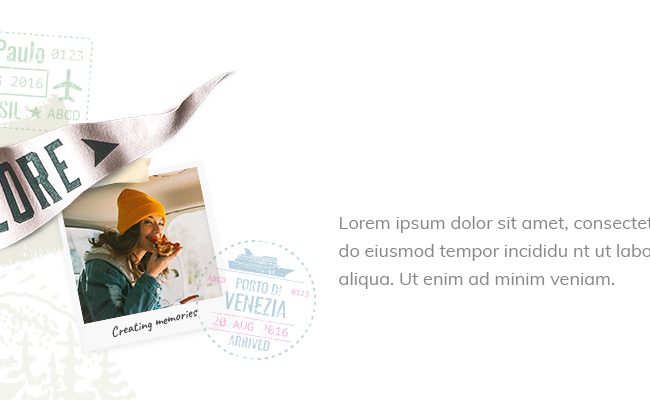 Paulo 0123
2016
SIL ★ ABCD
LORE
Lorem ipsum dolor sit amet, consectet
do eiusmod tempor incididu nt ut labo
aliqua. Ut enim ad minim veniam.
ABCD PORTO DI 0123
VENEZIA
20 AUG 2616
ARRIVED
Creating memories